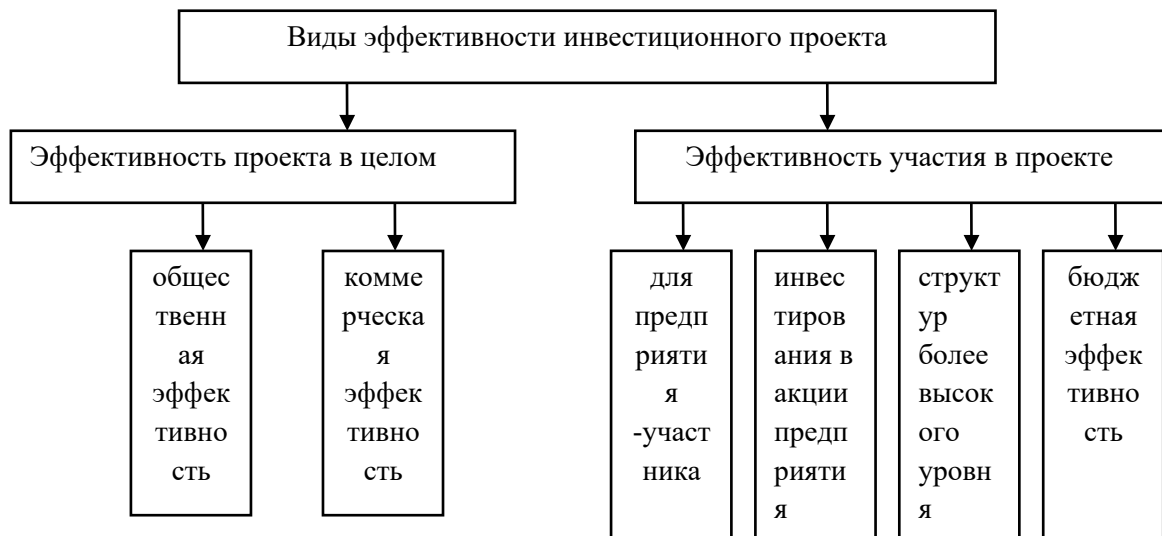 Виды эффективности инвестиционного проекта
Эффективность проекта в целом
Эффективность участия в проекте
общес
твенн
ая
эффек
тивно
сть
комме
рческа
я
эффек
тивно
сть
для
предп
рияти
я
-участ
ника
инвес
тиров
ания в
акции
предп
рияти
я
структ
ур
более
высок
ого
уровн
я
бюдж
етная
эффек
тивно
сть